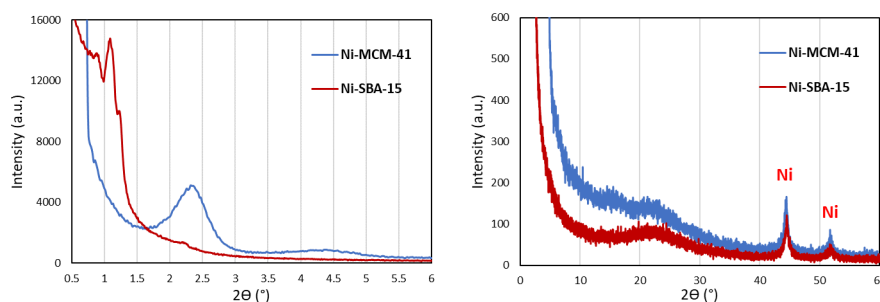 16000
12000
8000
4000
0
Intensity (a.u.)
Ni-MCM-41
Ni-SBA-15
0.5 1 1.5 2 2.5 3 3.5 4 4.5 5 5.5 6
2Θ (°)
600
500
400
300
200
100
0
Intensity (a.u.)
Ni-MCM-41
Ni-SBA-15
Ni
Ni
0 10 20 30 40 50 60
2Θ (°)